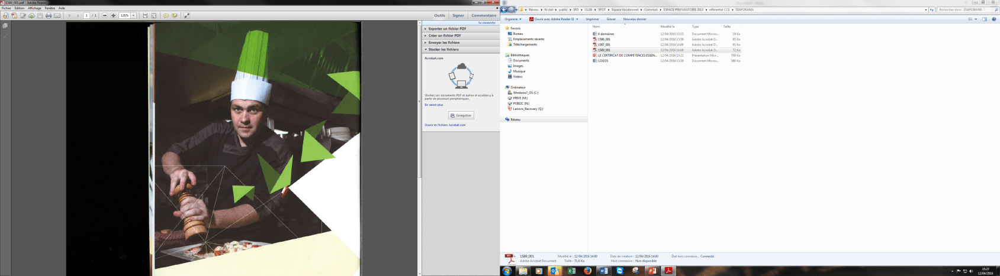 1589_001.pdf - Adobe Reader
Fichier Edition Affichage Fenêtre Aide
1 / 1 125%
Outils Signer Commentaire
Se connecter
Exporter un fichier PDF
Créer un fichier PDF
Envoyer les fichiers
Stocker les fichiers
Acrobat.com
Stockez vos documents PDF et autres et accédez-y à
partir de plusieurs périphériques.
En savoir plus
Enregistrer
Ouvrir les fichiers Acrobat.com
Réseau ▸ fil-sad ▸ public ▸ SFD ▸ CLUB ▸ SPOT ▸ Espace Vocationnel ▸ Commun ▸ ESPACE PREPARATOIRE 2013 ▸ référentiel CCE ▸ DIAPORAMA
Rechercher dans : DIAPORAMA
Organiser Ouvrir avec Adobe Reader XI Imprimer Graver Nouveau dossier
Favoris
Bureau
Emplacements récents
Téléchargements
Bibliothèques
Documents
Images
Musique
Vidéos
Ordinateur
Windows7_OS (C:)
PRIVE (M:)
PUBLIC (N:)
Lenovo_Recovery (Q:)
Réseau
Nom Modifié le Type Taille
4 domaines 12/04/2016 15:15 Document Micros... 19 Ko
1586_001 12/04/2016 13:59 Adobe Acrobat D... 85 Ko
1587_001 12/04/2016 14:00 Adobe Acrobat D... 81 Ko
1589_001 12/04/2016 14:00 Adobe Acrobat D... 72 Ko
LE CERTIFICAT DE COMPETENCES ESSEN... 12/04/2016 15:22 Présentation Micr... 709 Ko
LOGOS 12/04/2016 13:59 Document Micros... 586 Ko
1589_001 Modifié le : 12/04/2016 14:00 Date de création : 12/04/2016 14:00 État hors connexio... Connecté
Adobe Acrobat Document Taille : 71,6 Ko Hors connexion : Non disponible
15:27
12/04/2016